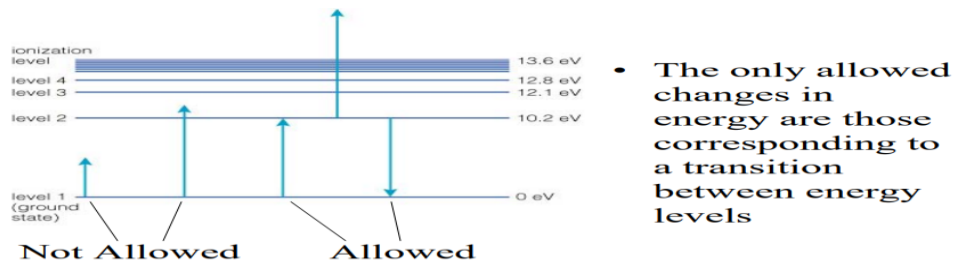 ionization
level
13.6 eV
level 4
12.8 eV
level 3
12.1 eV
level 2
10.2 eV
level 1
(ground
state)
0 eV
Not Allowed
Allowed
• The only allowed
changes in
energy are those
corresponding to
a transition
between energy
levels